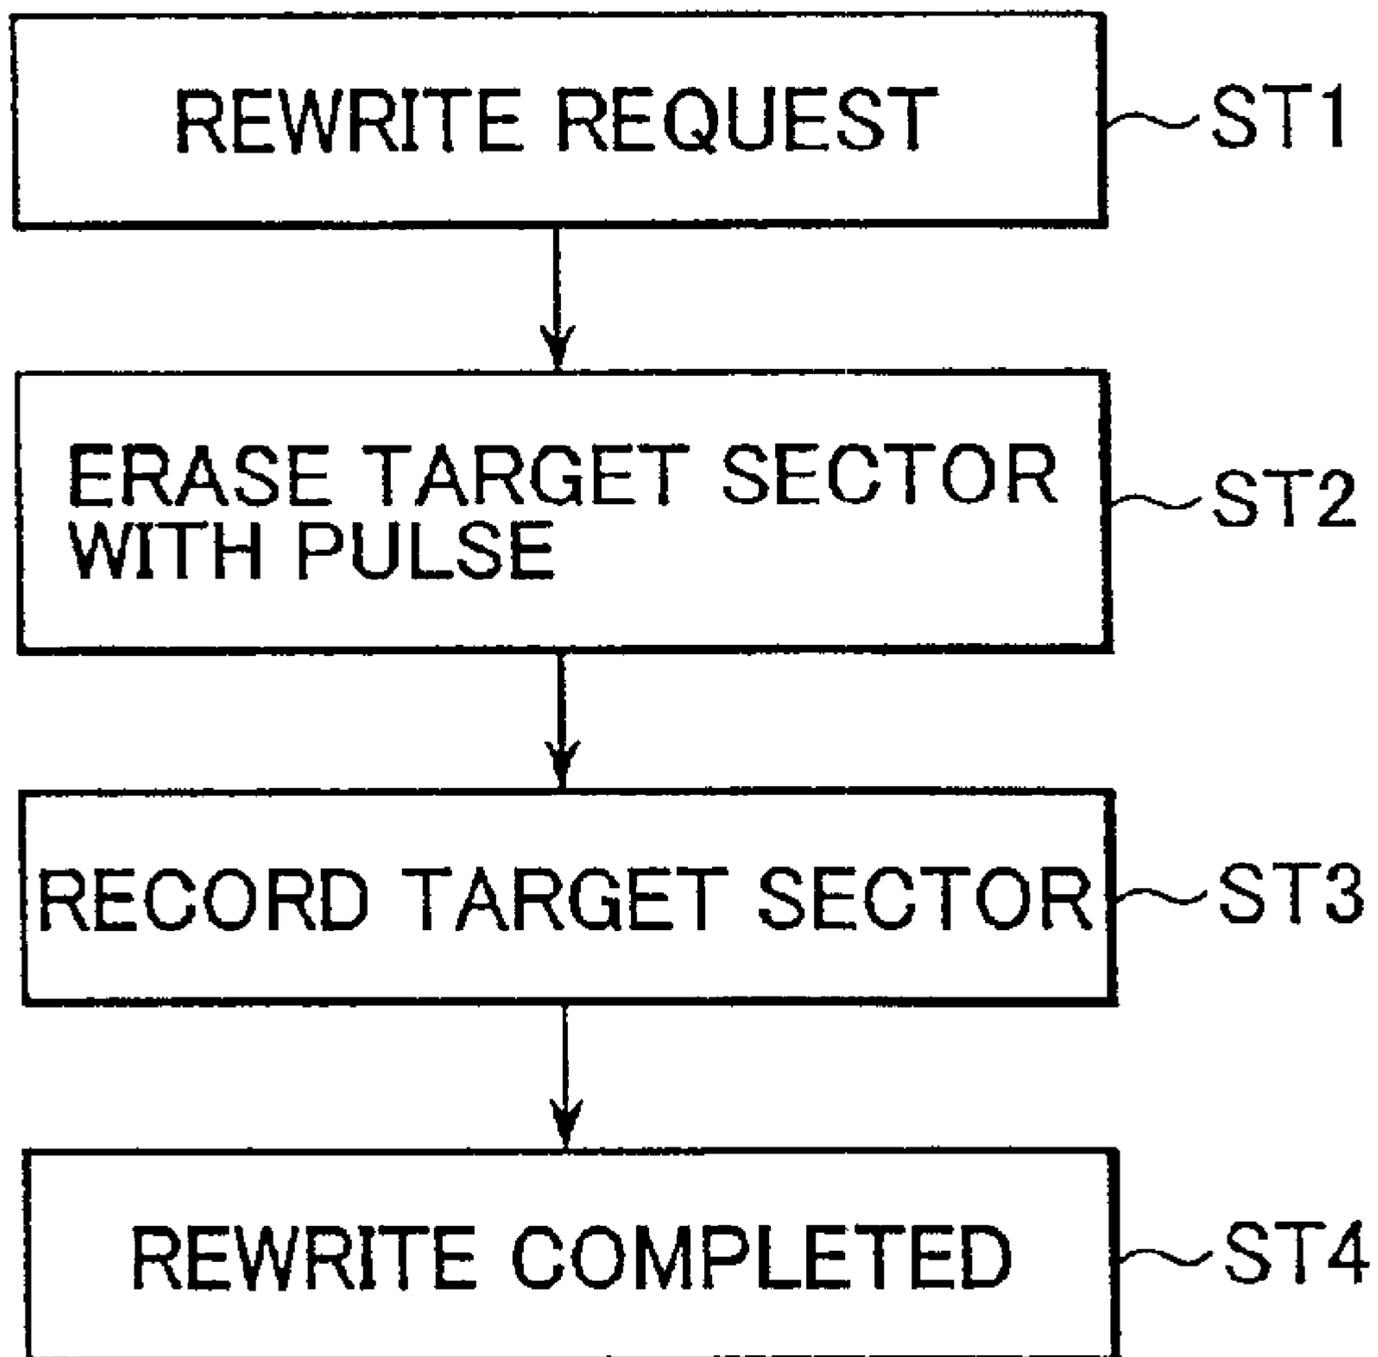 REWRITE REQUEST
ST1
ERASE TARGET SECTOR
WITH PULSE
ST2
RECORD TARGET SECTOR
ST3
REWRITE COMPLETED
ST4